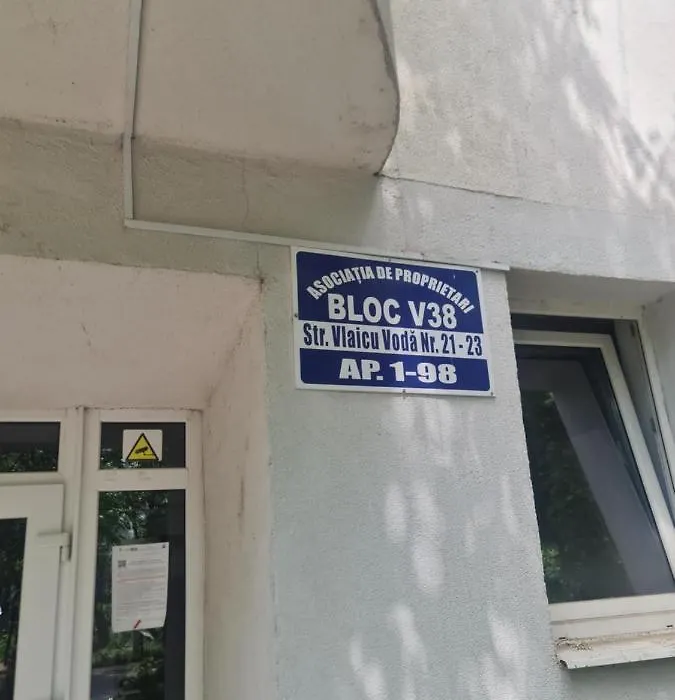 ASOCIAȚIA DE PROPRIETARI
BLOC V38
Str. Vlaicu Vodă Nr. 21 - 23
AP. 1-98